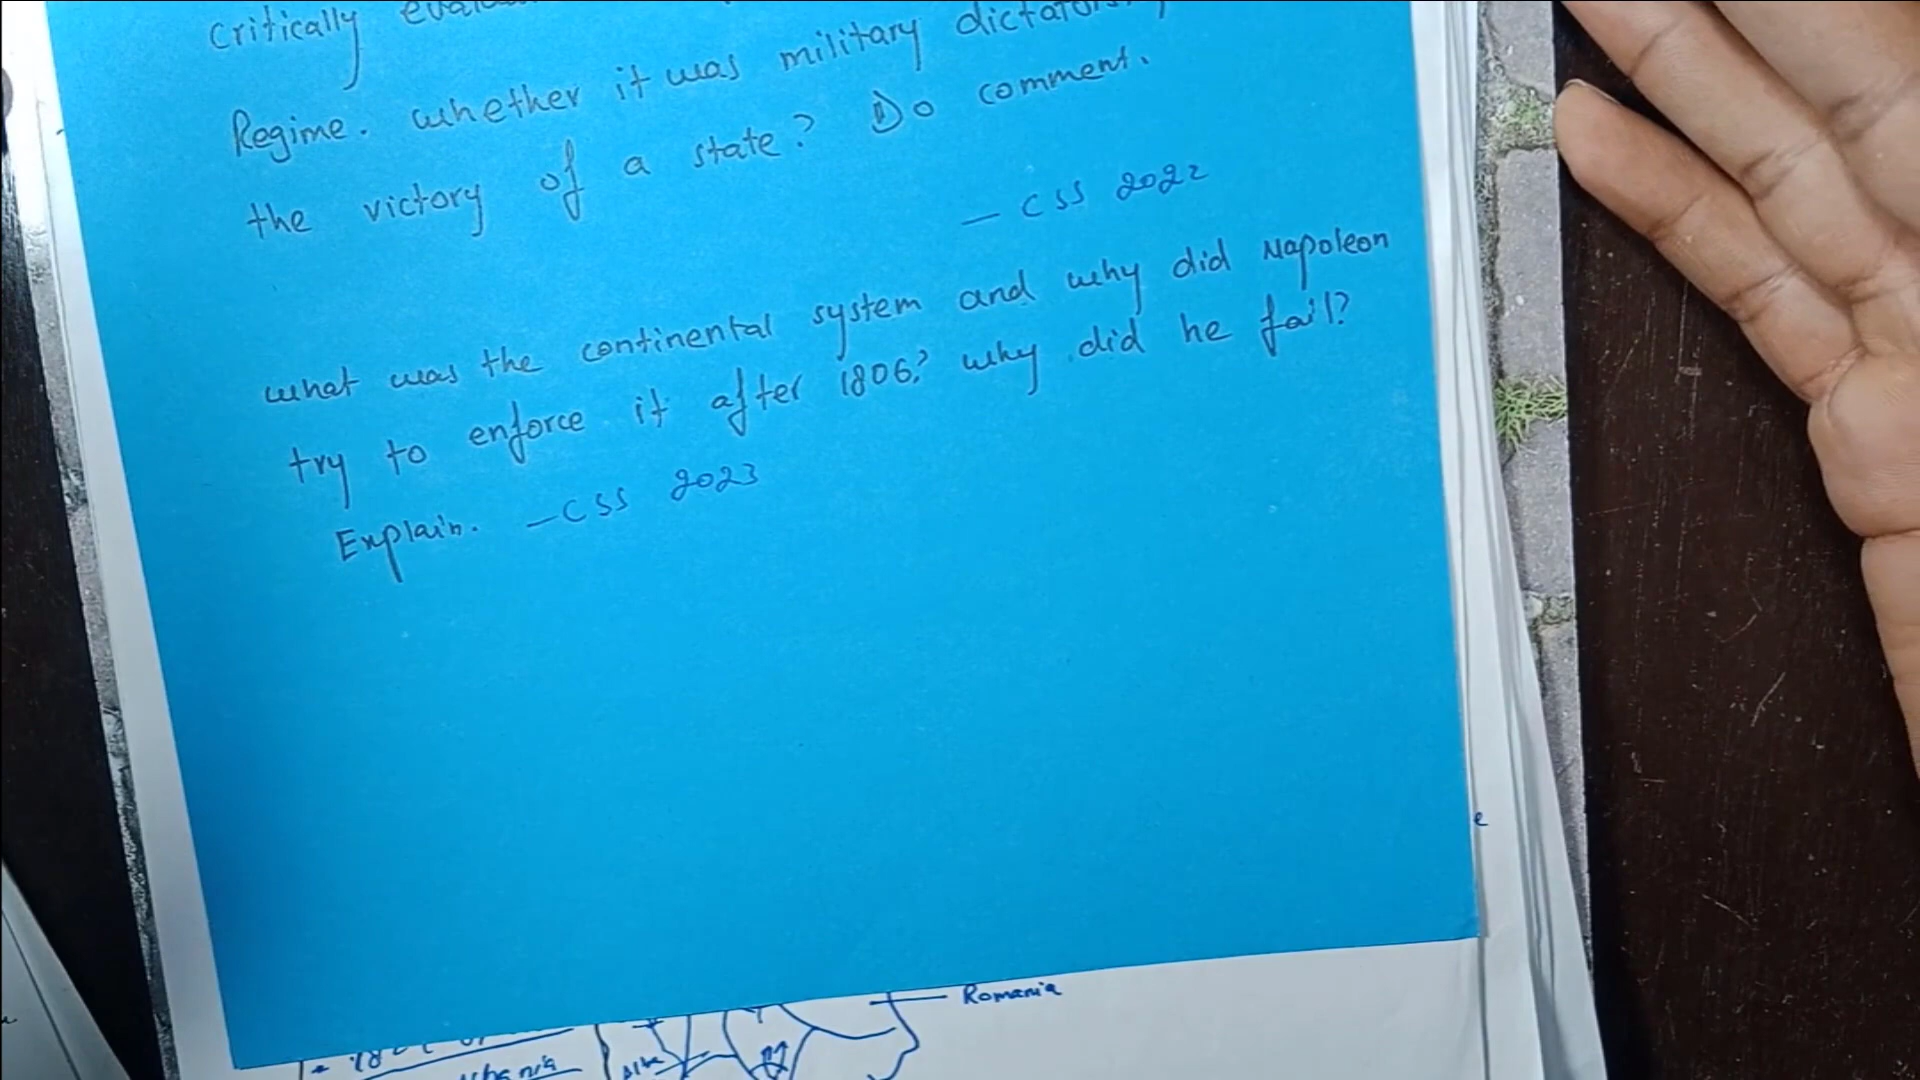 critically
Regime. whether it was military
the victory of a state? Do comment.
— CSS 2022
what was the continental system and why did Napoleon
try to enforce it after 1806? why did he fail?
Explain. — CSS 2023
e
Romania